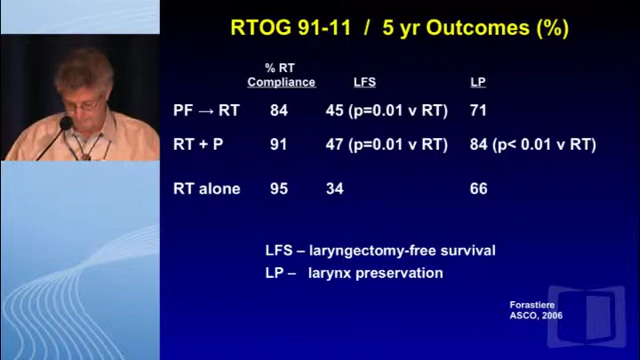 RTOG 91-11 / 5 yr Outcomes (%)
% RT
Compliance LFS LP
PF → RT 84 45 (p=0.01 v RT) 71
RT + P 91 47 (p=0.01 v RT) 84 (p< 0.01 v RT)
RT alone 95 34 66
LFS – laryngectomy-free survival
LP – larynx preservation
Forastiere
ASCO, 2006